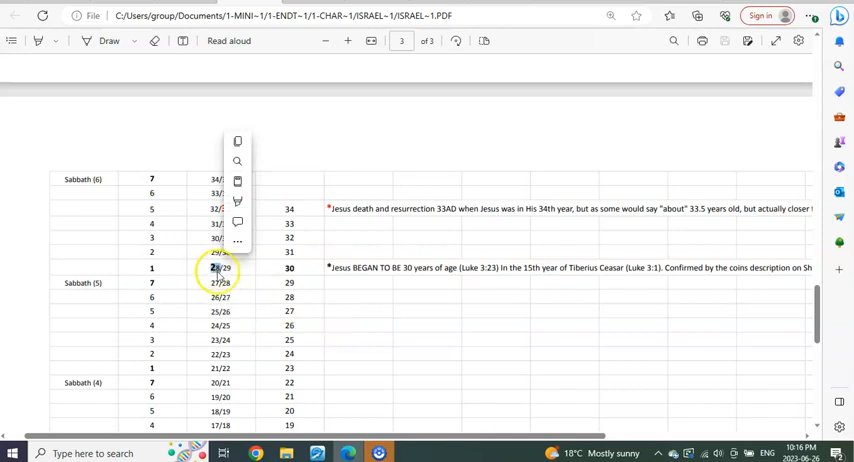 File
C:/Users/group/Documents/1-MINI~1/1-ENDT~1/1-CHAR~1/ISRAEL~1/ISRAEL~1.PDF
Sign in
Draw
Read aloud
3
of 3
Sabbath (6) 7 34/
6 33/
5 32/ 34 *Jesus death and resurrection 33AD when Jesus was in His 34th year, but as some would say "about" 33.5 years old, but actually closer
4 31/ 33
3 30/ 32
2 29/30 31
1 28/29 30 *Jesus BEGAN TO BE 30 years of age (Luke 3:23) In the 15th year of Tiberius Ceasar (Luke 3:1). Confirmed by the coins description on Sh
Sabbath (5) 7 27/28 29
6 26/27 28
5 25/26 27
4 24/25 26
3 23/24 25
2 22/23 24
1 21/22 23
Sabbath (4) 7 20/21 22
6 19/20 21
5 18/19 20
4 17/18 19
Type here to search
18°C Mostly sunny
ENG
10:16 PM
2023-06-26